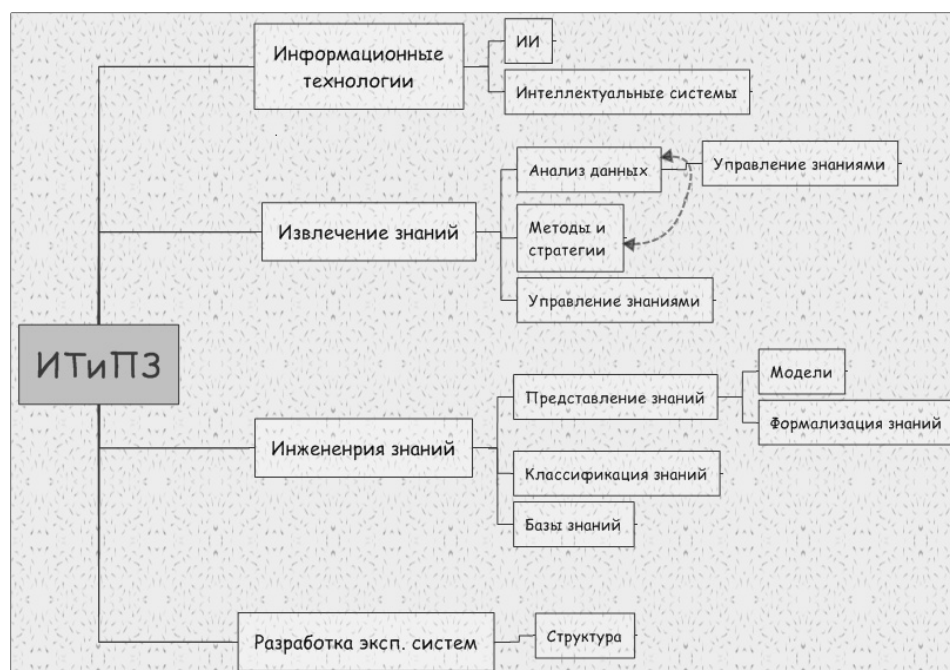 Информационные
технологии
ИИ
Интеллектуальные системы
Извлечение знаний
Анализ данных
Управление знаниями
Методы и
стратегии
Управление знаниями
ИТиПЗ
Инжененрия знаний
Представление знаний
Модели
Формализация знаний
Классификация знаний
Базы знаний
Разработка эксп. систем
Структура